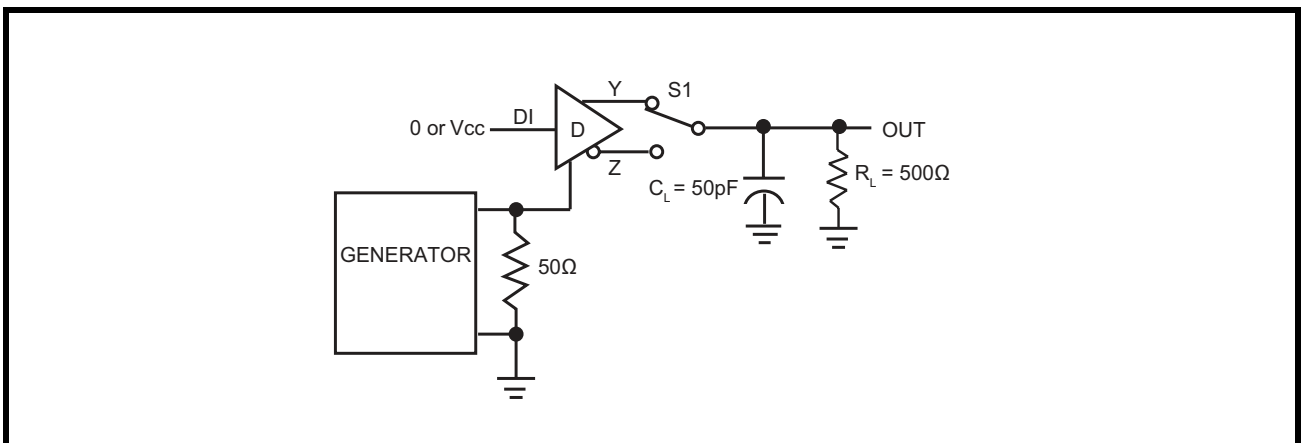 Y
S1
0 or Vcc
DI
D
OUT
Z
C_L = 50pF
R_L = 500Ω
GENERATOR
50Ω